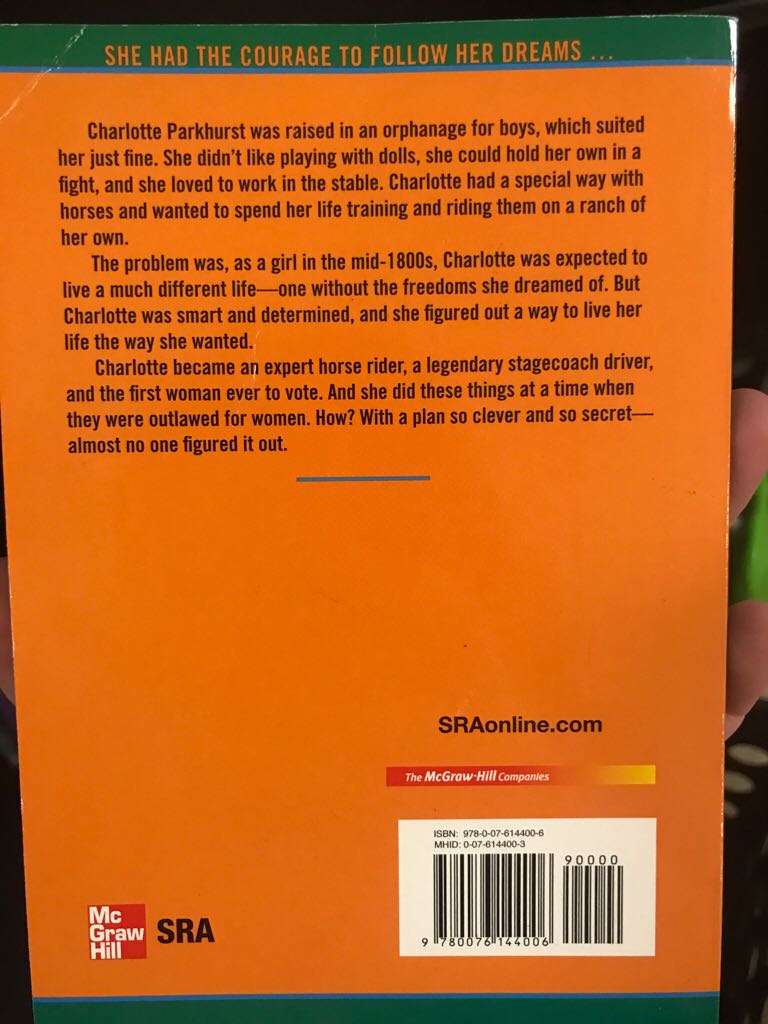 SHE HAD THE COURAGE TO FOLLOW HER DREAMS ...
Charlotte Parkhurst was raised in an orphanage for boys, which suited
her just fine. She didn't like playing with dolls, she could hold her own in a
fight, and she loved to work in the stable. Charlotte had a special way with
horses and wanted to spend her life training and riding them on a ranch of
her own.
The problem was, as a girl in the mid-1800s, Charlotte was expected to
live a much different life—one without the freedoms she dreamed of. But
Charlotte was smart and determined, and she figured out a way to live her
life the way she wanted.
Charlotte became an expert horse rider, a legendary stagecoach driver,
and the first woman ever to vote. And she did these things at a time when
they were outlawed for women. How? With a plan so clever and so secret—
almost no one figured it out.
SRAonline.com
The McGraw·Hill Companies
ISBN: 978-0-07-614400-6
MHID: 0-07-614400-3
90000
9 780076 144006
Mc
Graw
Hill
SRA